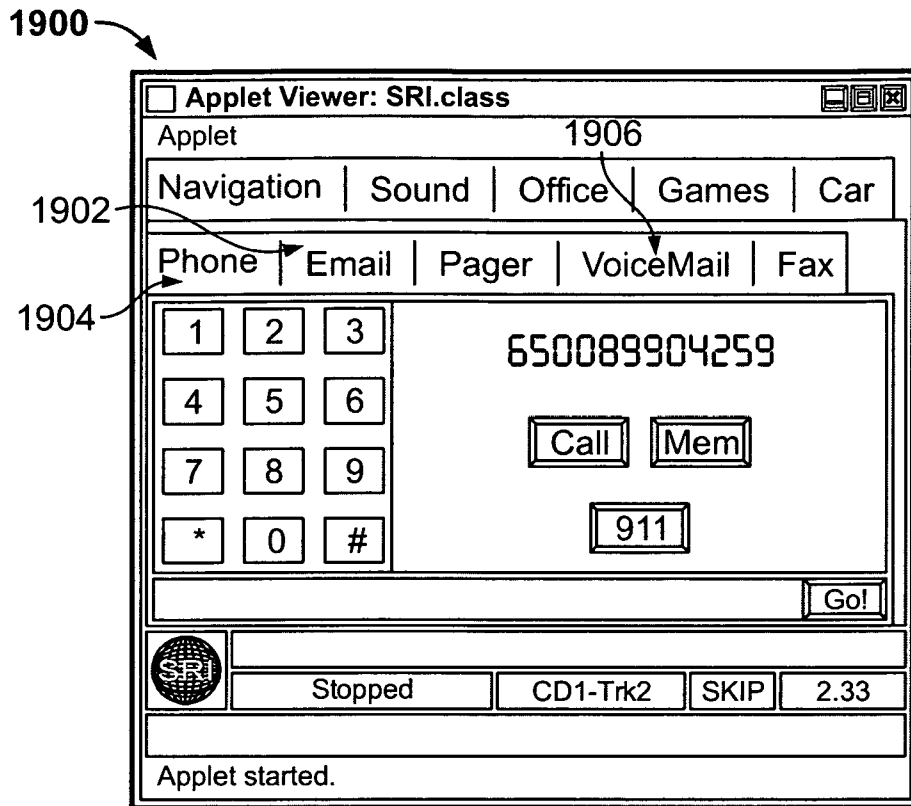 1900
Applet Viewer: SRI.class
Applet
1906
Navigation | Sound | Office | Games | Car
1902
Phone | Email | Pager | VoiceMail | Fax
1904
1 2 3
650089904259
4 5 6
Call Mem
7 8 9
911
* 0 #
Go!
SRI
Stopped CD1-Trk2 SKIP 2.33
Applet started.